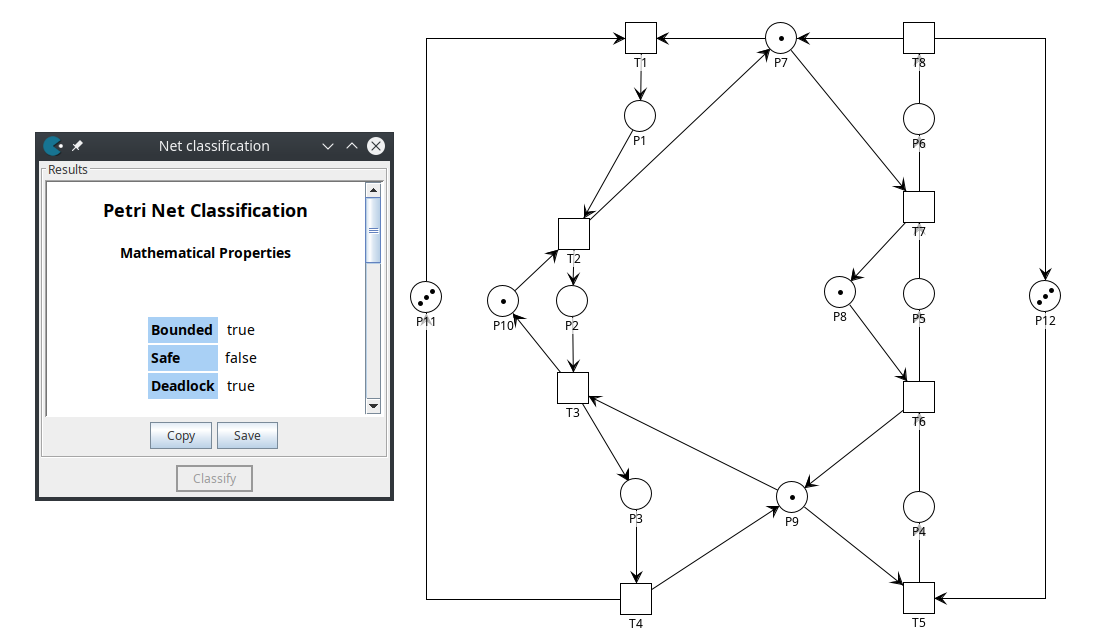 Net classification
Results
Petri Net Classification
Mathematical Properties
Bounded true
Safe false
Deadlock true
Copy Save
Classify
T1 P7 T8
P1 P6
T2 T7
P11 P10 P2 P8 P5 P12
T3 T6
P3 P9 P4
T4 T5